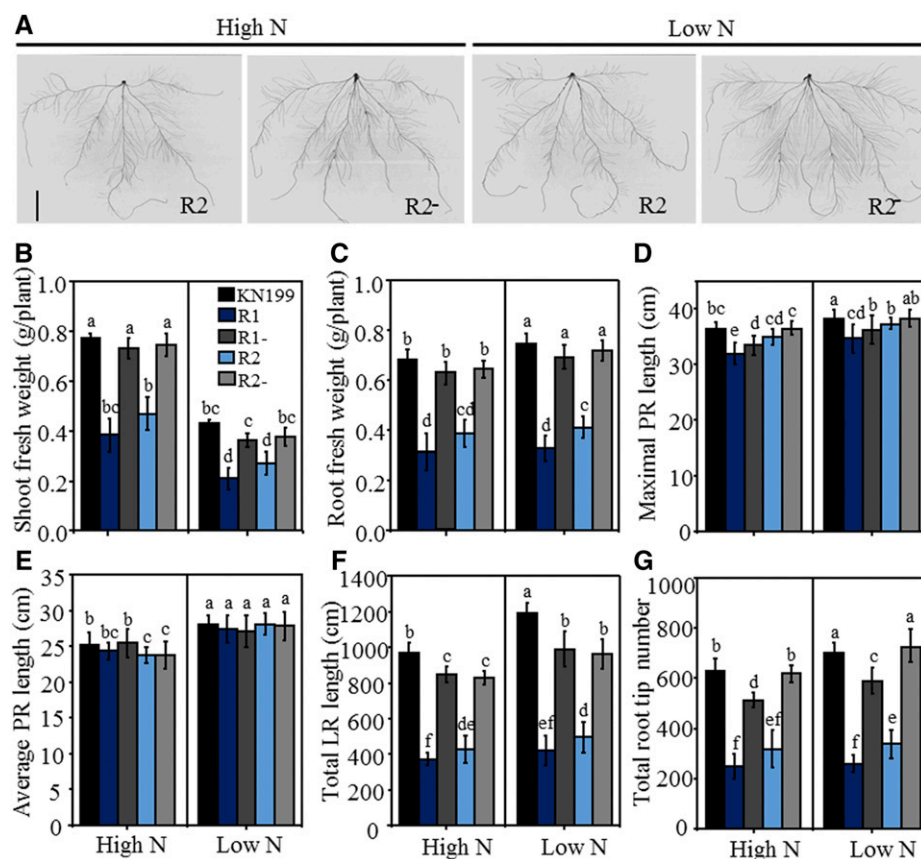 A
High N
Low N
R2
R2-
R2
R2-
B
Shoot fresh weight (g/plant)
1.0
0.8
0.6
0.4
0.2
0.0
a
bc
a
b
a
bc
d
c
d
bc
KN199
R1
R1-
R2
R2-
C
Root fresh weight (g/plant)
1.0
0.8
0.6
0.4
0.2
0.0
b
d
b
cd
b
a
d
a
c
a
D
Maximal PR length (cm)
40
30
20
10
0
bc
e
d
cd
c
a
cd
b
b
ab
E
Average PR length (cm)
35
30
25
20
15
10
5
0
b
bc
b
c
c
a
a
a
a
a
High N
Low N
F
Total LR length (cm)
1400
1200
1000
800
600
400
200
0
b
f
c
de
c
a
ef
b
d
b
High N
Low N
G
Total root tip number
1000
800
600
400
200
0
b
f
d
ef
b
a
f
c
e
a
High N
Low N